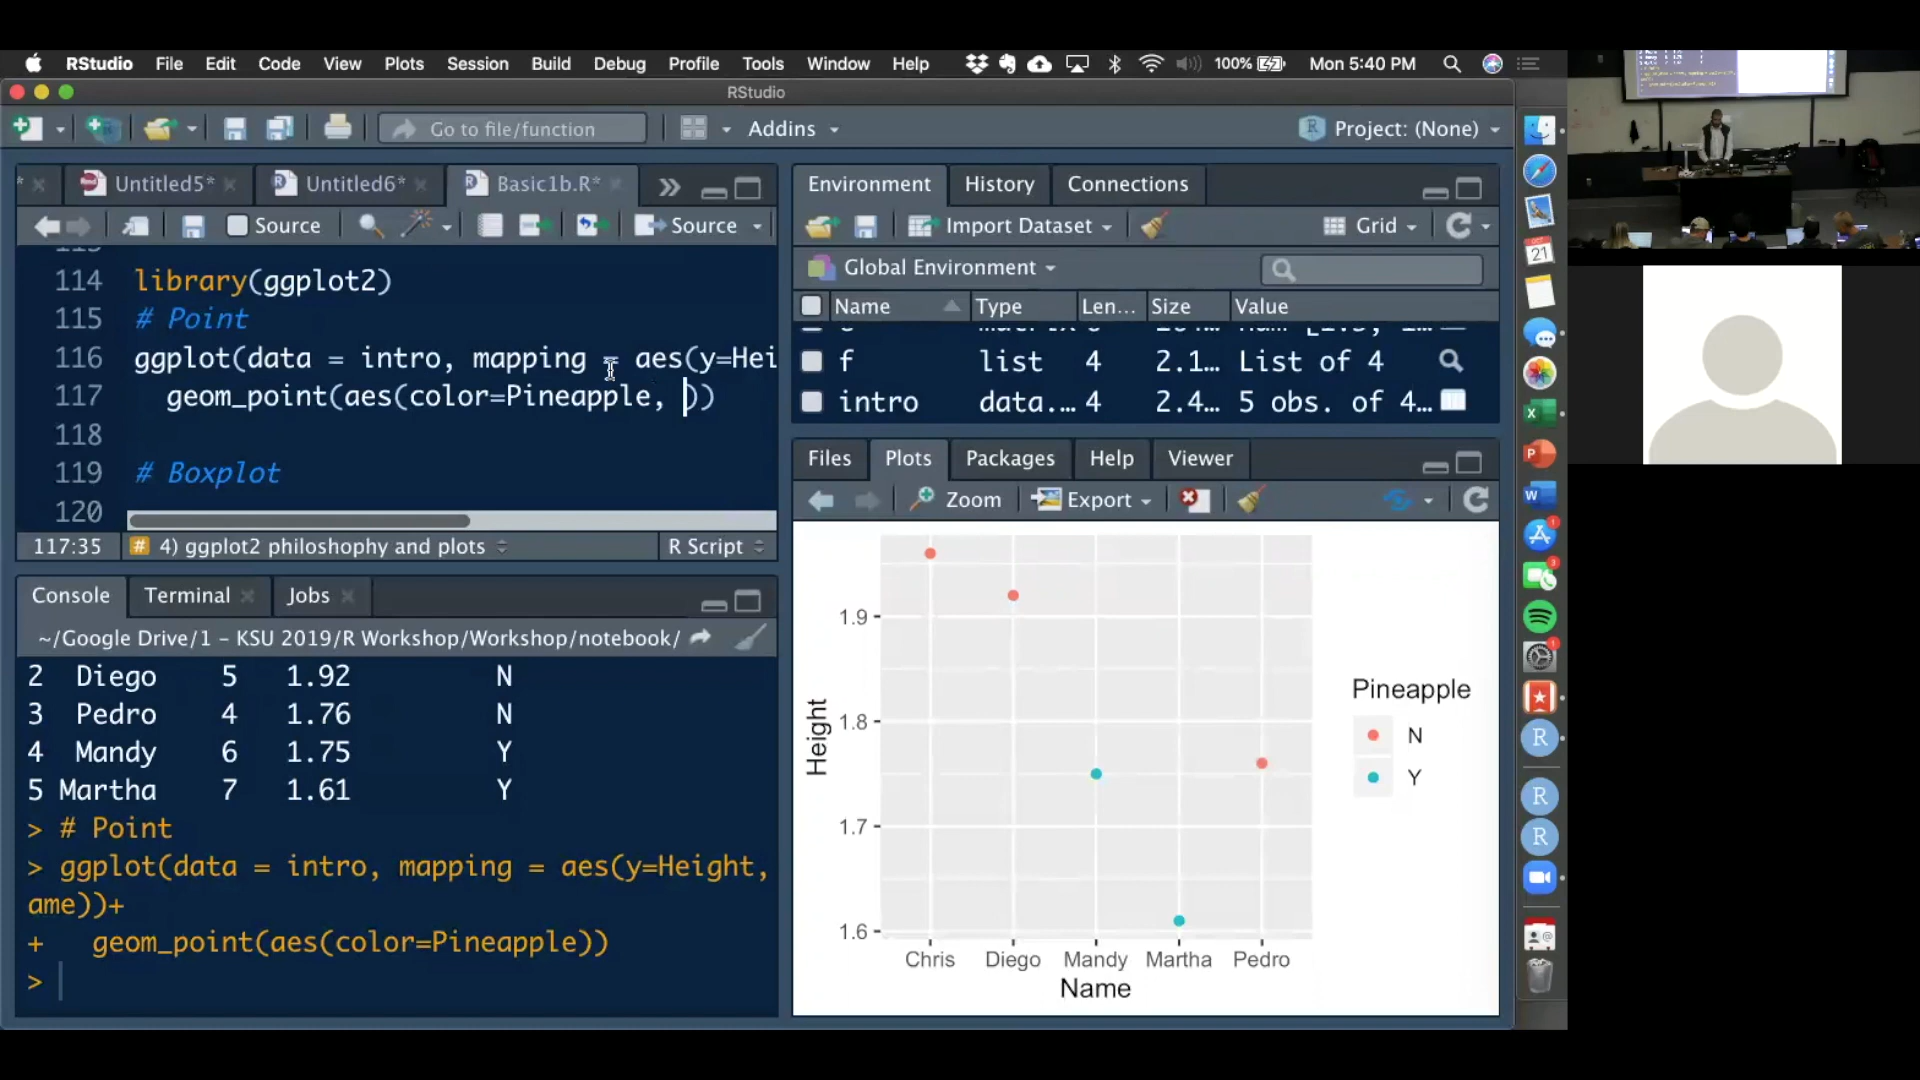 RStudio File Edit Code View Plots Session Build Debug Profile Tools Window Help 100% Mon 5:40 PM
RStudio
Go to file/function Addins Project: (None)
Untitled5* Untitled6* Basic1b.R*
Source Source
114 library(ggplot2)
115 # Point
116 ggplot(data = intro, mapping = aes(y=Hei
117 geom_point(aes(color=Pineapple, ))
118
119 # Boxplot
120
117:35 # 4) ggplot2 philoshophy and plots R Script
Console Terminal Jobs
~/Google Drive/1 - KSU 2019/R Workshop/Workshop/notebook/
2 Diego 5 1.92 N
3 Pedro 4 1.76 N
4 Mandy 6 1.75 Y
5 Martha 7 1.61 Y
> # Point
> ggplot(data = intro, mapping = aes(y=Height,
ame))+
+ geom_point(aes(color=Pineapple))
>
Environment History Connections
Import Dataset Grid
Global Environment
Name Type Len... Size Value
f list 4 2.1... List of 4
intro data.... 4 2.4... 5 obs. of 4...
Files Plots Packages Help Viewer
Zoom Export
1.9
1.8
1.7
1.6
Height
Chris Diego Mandy Martha Pedro
Name
Pineapple
N
Y
21